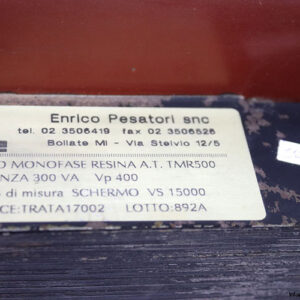 Enrico Pesatori snc
tel. 02 3506419 fax 02 3506526
Bollate MI - Via Stelvio 12/5
O MONOFASE RESINA A.T. TMR500
NZA 300 VA Vp 400
di misura SCHERMO VS 15000
CE:TRATA17002 LOTTO:892A